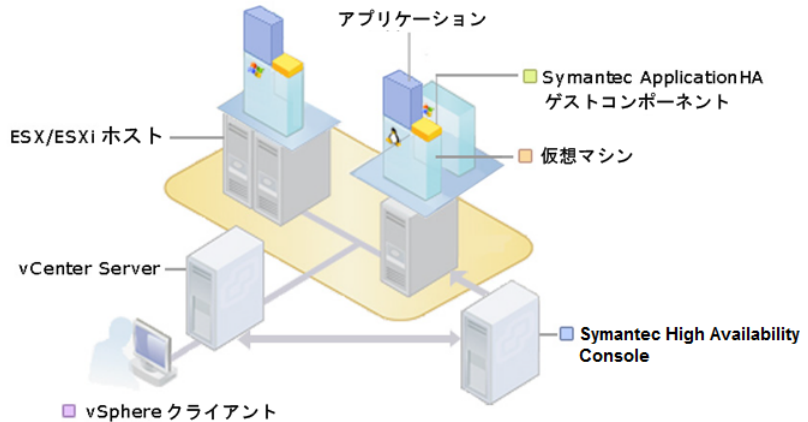 アプリケーション
Symantec ApplicationHA
ゲストコンポーネント
ESX/ESXi ホスト
仮想マシン
vCenter Server
Symantec High Availability
Console
vSphere クライアント